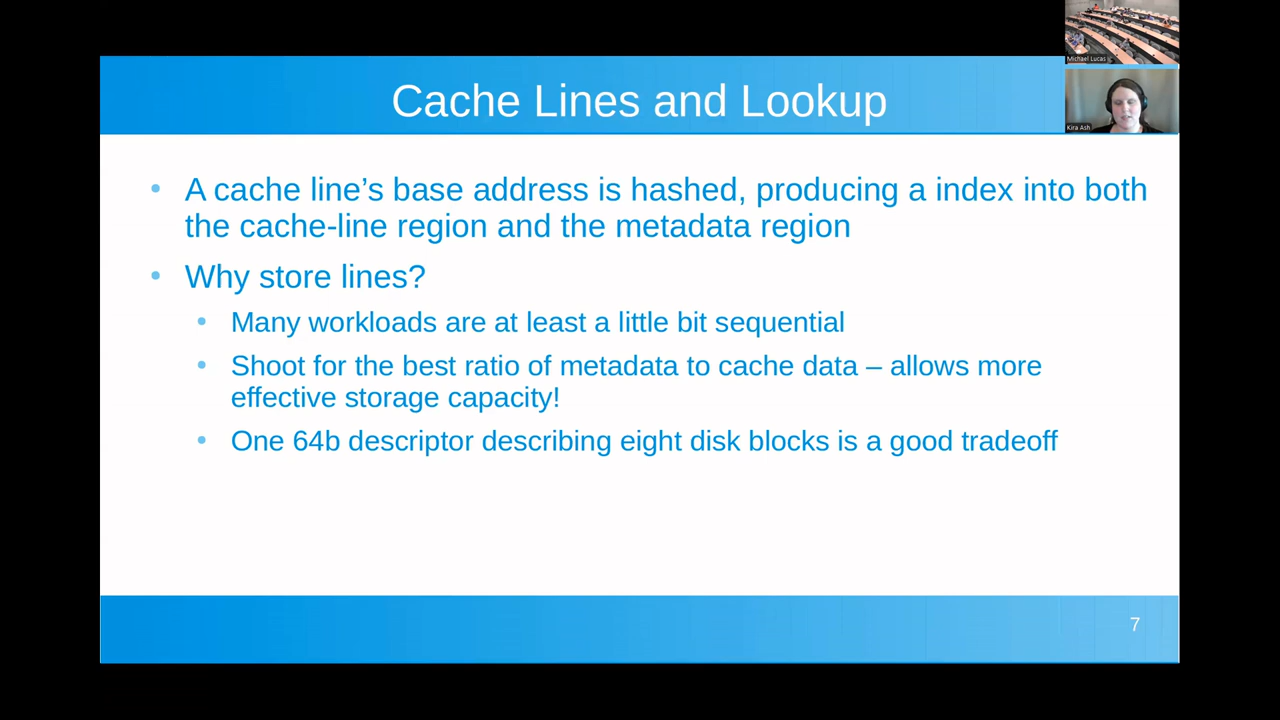 Cache Lines and Lookup
Michael Lucas
Kira Ash
• A cache line’s base address is hashed, producing a index into both
the cache-line region and the metadata region
• Why store lines?
• Many workloads are at least a little bit sequential
• Shoot for the best ratio of metadata to cache data – allows more
effective storage capacity!
• One 64b descriptor describing eight disk blocks is a good tradeoff
7